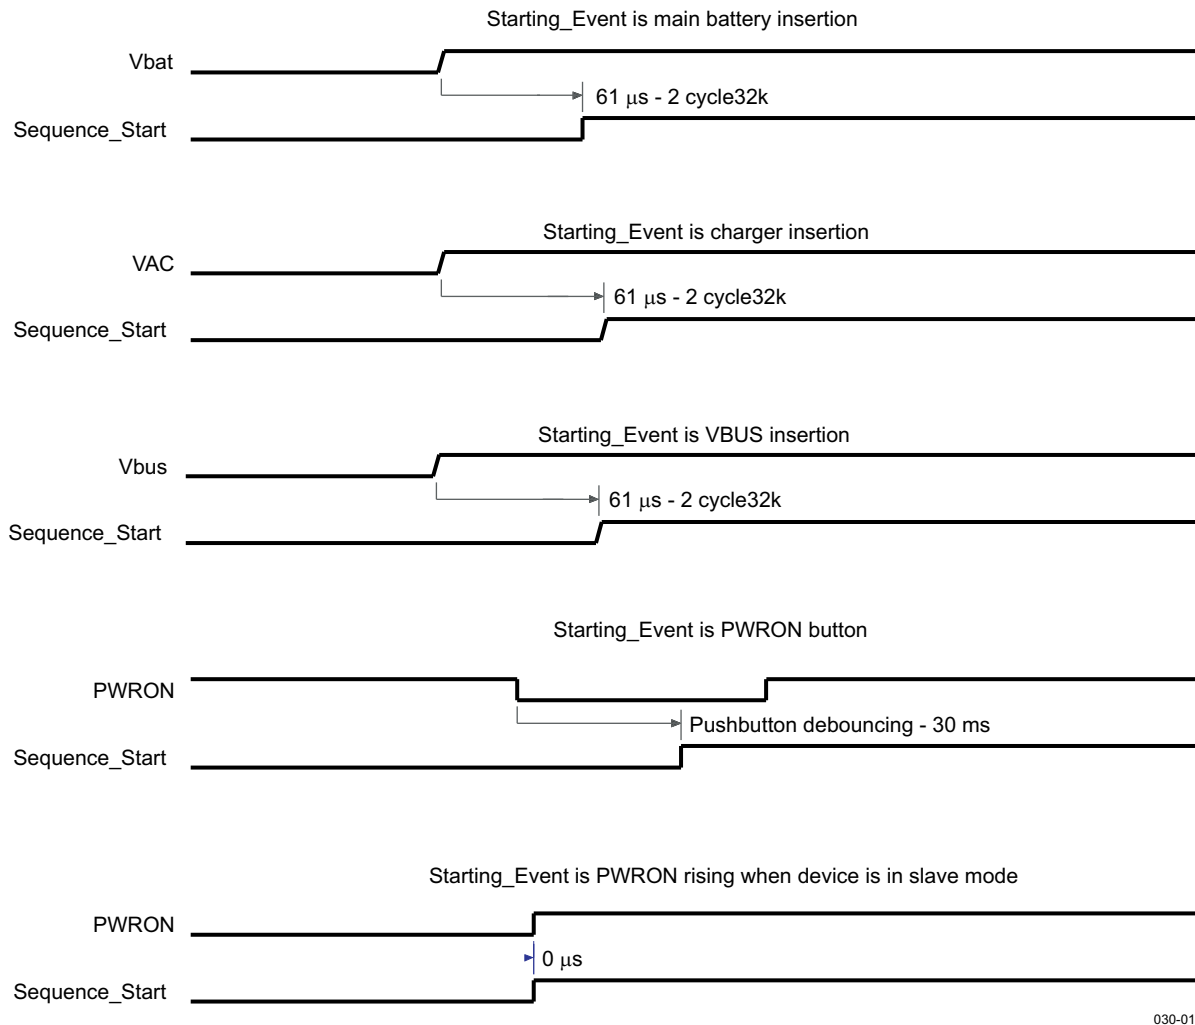 Starting_Event is main battery insertion
Vbat
61 μs - 2 cycle32k
Sequence_Start
Starting_Event is charger insertion
VAC
61 μs - 2 cycle32k
Sequence_Start
Starting_Event is VBUS insertion
Vbus
61 μs - 2 cycle32k
Sequence_Start
Starting_Event is PWRON button
PWRON
Pushbutton debouncing - 30 ms
Sequence_Start
Starting_Event is PWRON rising when device is in slave mode
PWRON
0 μs
Sequence_Start
030-01